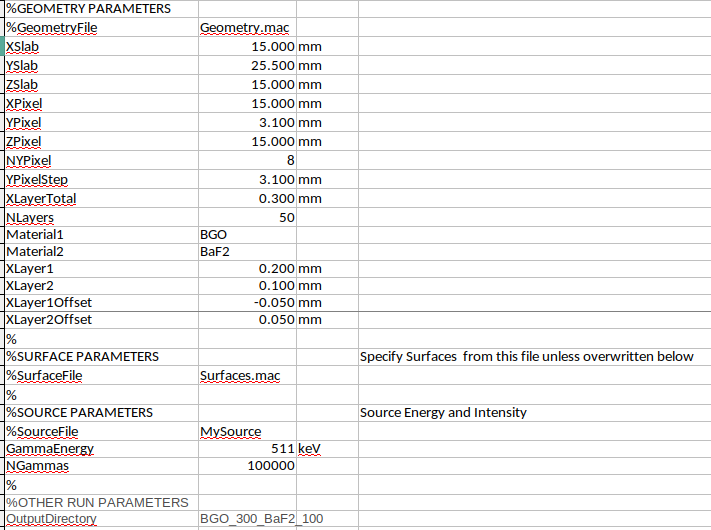 %GEOMETRY PARAMETERS
%GeometryFile Geometry.mac
XSlab 15.000 mm
YSlab 25.500 mm
ZSlab 15.000 mm
XPixel 15.000 mm
YPixel 3.100 mm
ZPixel 15.000 mm
NYPixel 8
YPixelStep 3.100 mm
XLayerTotal 0.300 mm
NLayers 50
Material1 BGO
Material2 BaF2
XLayer1 0.200 mm
XLayer2 0.100 mm
XLayer1Offset -0.050 mm
XLayer2Offset 0.050 mm
%
%SURFACE PARAMETERS Specify Surfaces from this file unless overwritten below
%SurfaceFile Surfaces.mac
%
%SOURCE PARAMETERS Source Energy and Intensity
%SourceFile MySource
GammaEnergy 511 keV
NGammas 100000
%
%OTHER RUN PARAMETERS
OutputDirectory BGO_300_BaF2_100